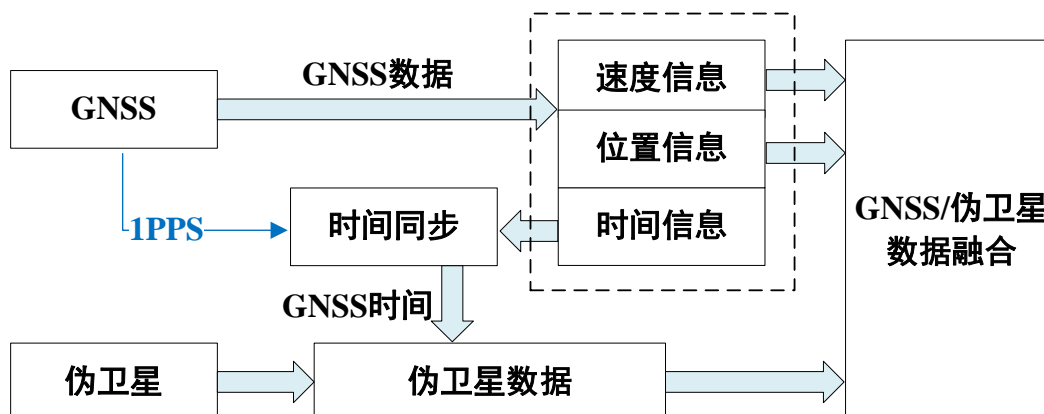 GNSS数据
速度信息
GNSS
位置信息
1PPS
时间同步
时间信息
GNSS/伪卫星
数据融合
GNSS时间
伪卫星
伪卫星数据